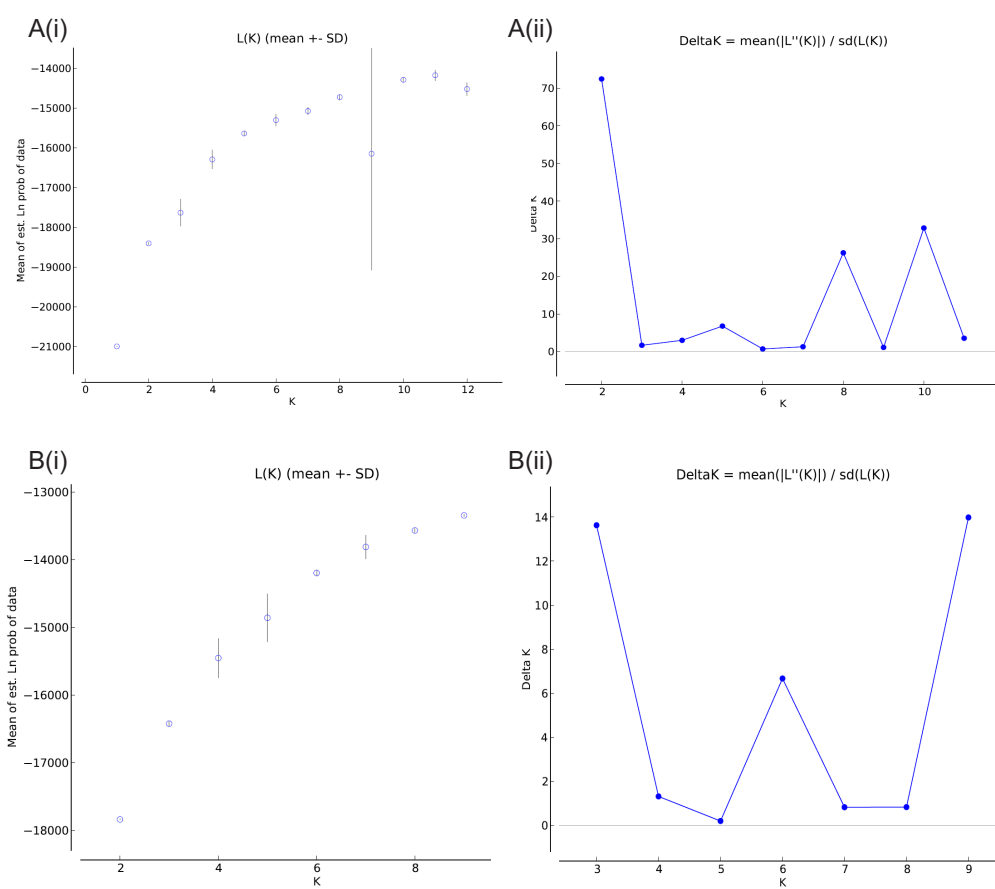 A(i)
L(K) (mean +- SD)
Mean of est. Ln prob of data
−14000
−15000
−16000
−17000
−18000
−19000
−20000
−21000
0 2 4 6 8 10 12
K
A(ii)
DeltaK = mean(|L''(K)|) / sd(L(K))
Delta K
70
60
50
40
30
20
10
0
2 4 6 8 10
K
B(i)
L(K) (mean +- SD)
Mean of est. Ln prob of data
−13000
−14000
−15000
−16000
−17000
−18000
2 4 6 8
K
B(ii)
DeltaK = mean(|L''(K)|) / sd(L(K))
Delta K
14
12
10
8
6
4
2
0
3 4 5 6 7 8 9
K